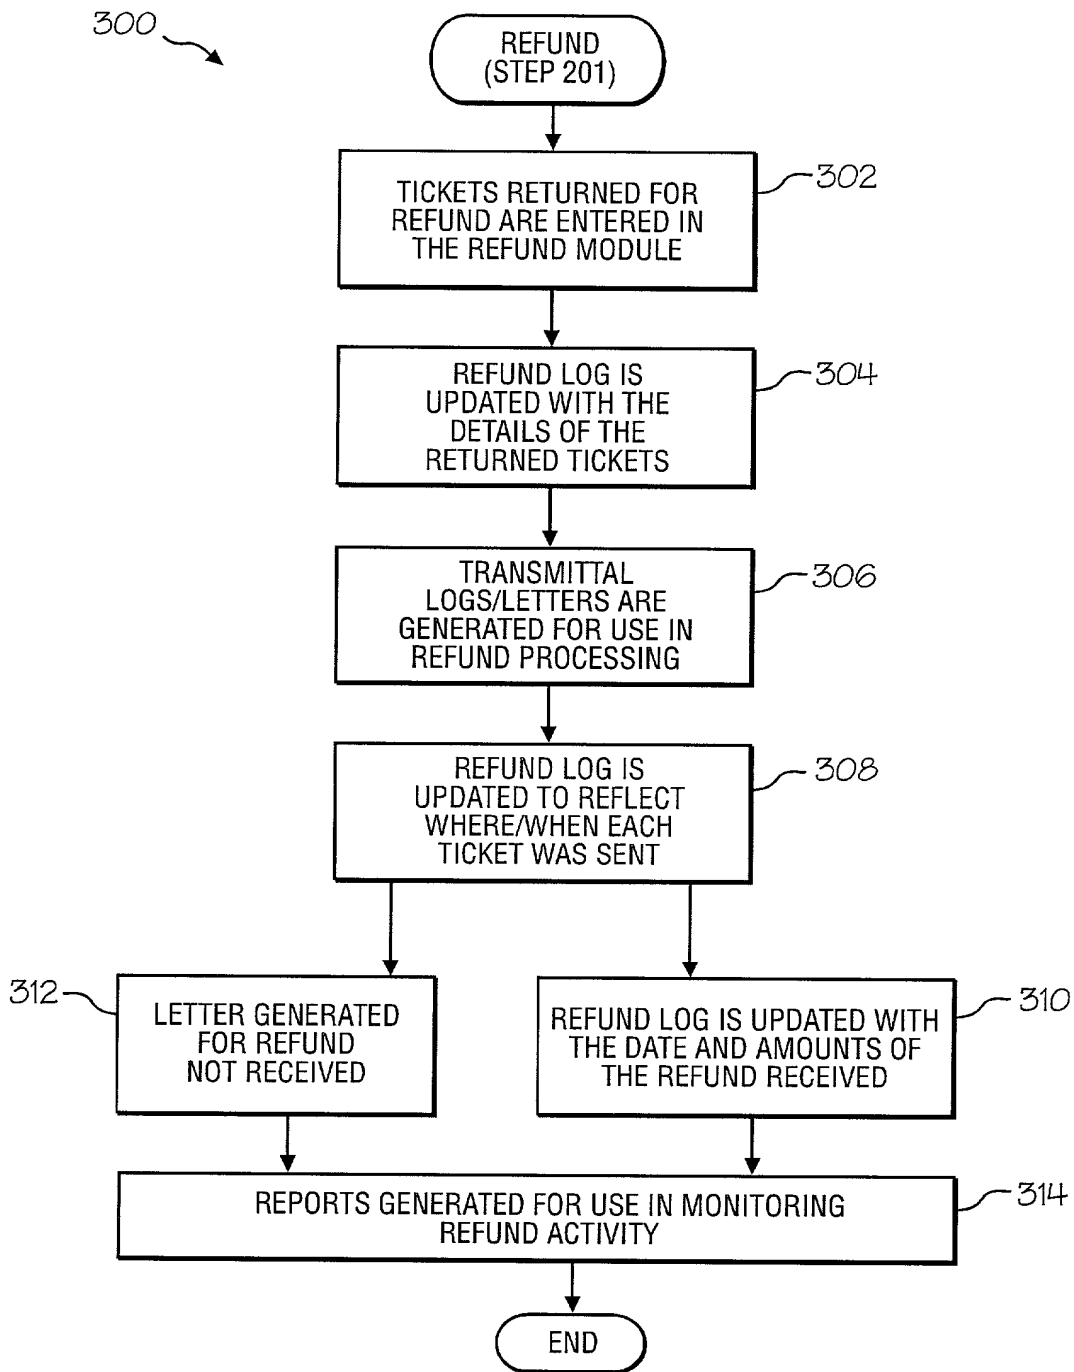 300
REFUND
(STEP 201)
302
TICKETS RETURNED FOR
REFUND ARE ENTERED IN
THE REFUND MODULE
304
REFUND LOG IS
UPDATED WITH THE
DETAILS OF THE
RETURNED TICKETS
306
TRANSMITTAL
LOGS/LETTERS ARE
GENERATED FOR USE IN
REFUND PROCESSING
308
REFUND LOG IS
UPDATED TO REFLECT
WHERE/WHEN EACH
TICKET WAS SENT
312
LETTER GENERATED
FOR REFUND
NOT RECEIVED
310
REFUND LOG IS UPDATED WITH
THE DATE AND AMOUNTS OF
THE REFUND RECEIVED
314
REPORTS GENERATED FOR USE IN MONITORING
REFUND ACTIVITY
END